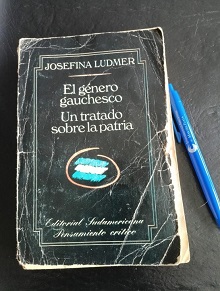 JOSEFINA LUDMER
El género
gauchesco
Un tratado
sobre la patria
Editorial Sudamericana
Pensamiento crítico